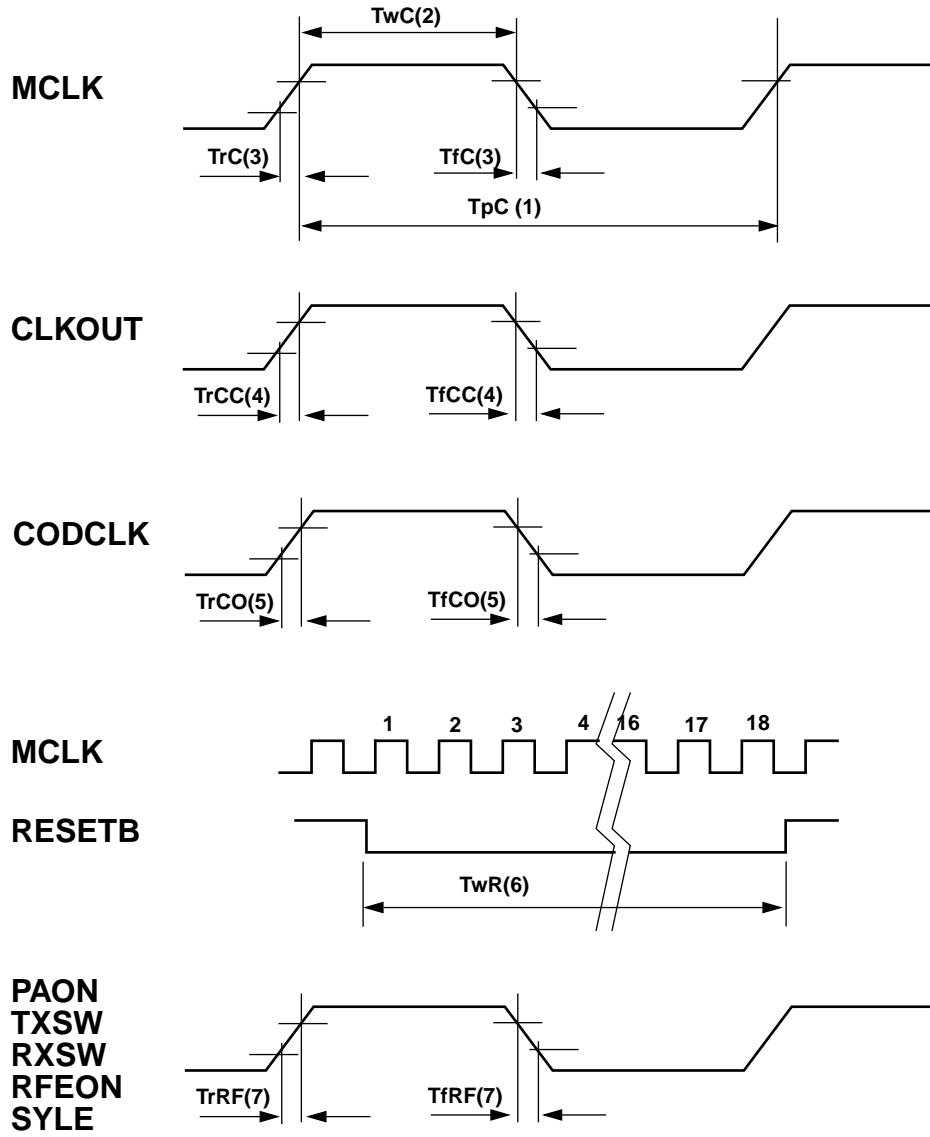 TwC(2)
MCLK
TrC(3)
TfC(3)
TpC (1)
CLKOUT
TrCC(4)
TfCC(4)
CODCLK
TrCO(5)
TfCO(5)
1 2 3 4 16 17 18
MCLK
RESETB
TwR(6)
PAON
TXSW
RXSW
RFEON
SYLE
TrRF(7)
TfRF(7)